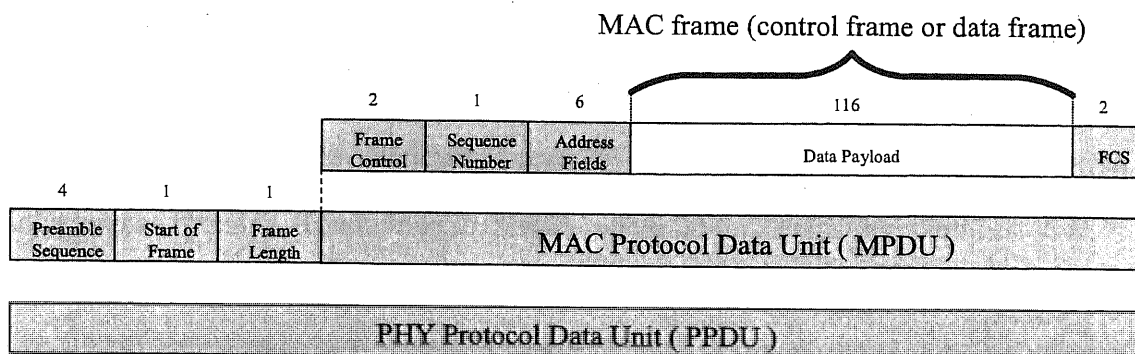 MAC frame (control frame or data frame)
2 1 6 116 2
Frame Control Sequence Number Address Fields Data Payload FCS
4 1 1
Preamble Sequence Start of Frame Frame Length MAC Protocol Data Unit ( MPDU )
PHY Protocol Data Unit ( PPDU )